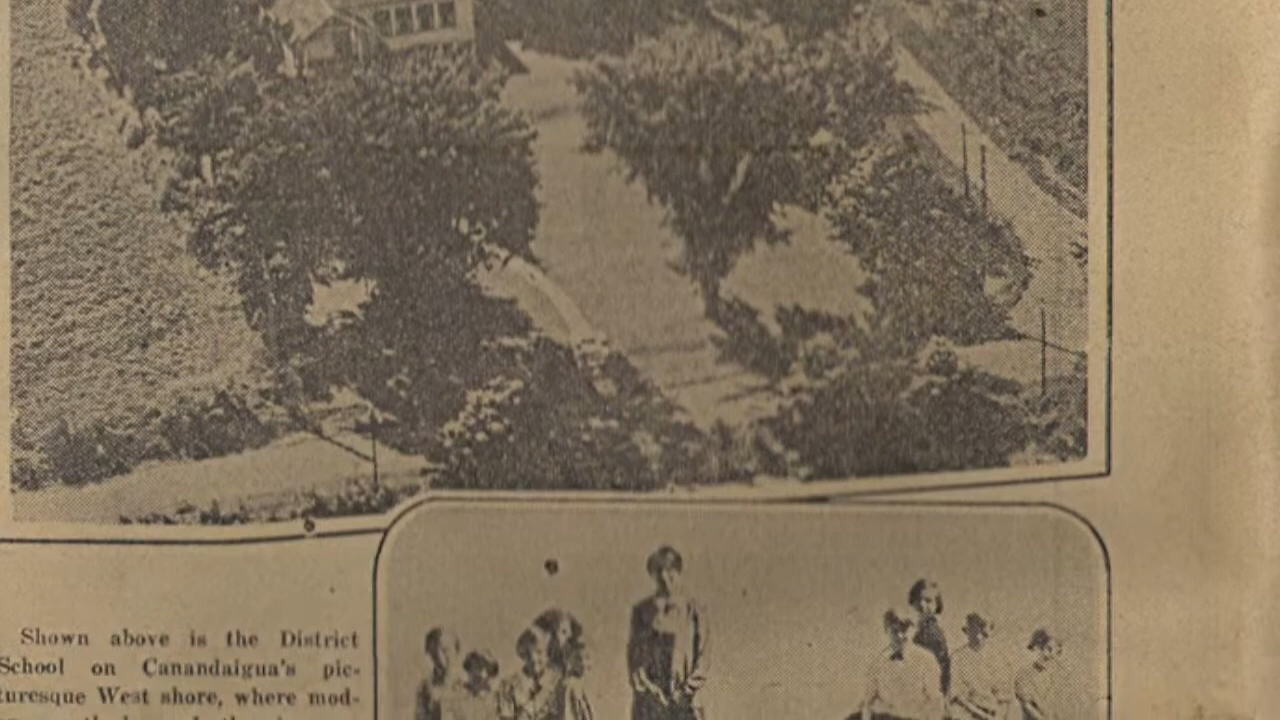 Shown above is the District
School on Canandaigua's pic-
turesque West shore, where mod-